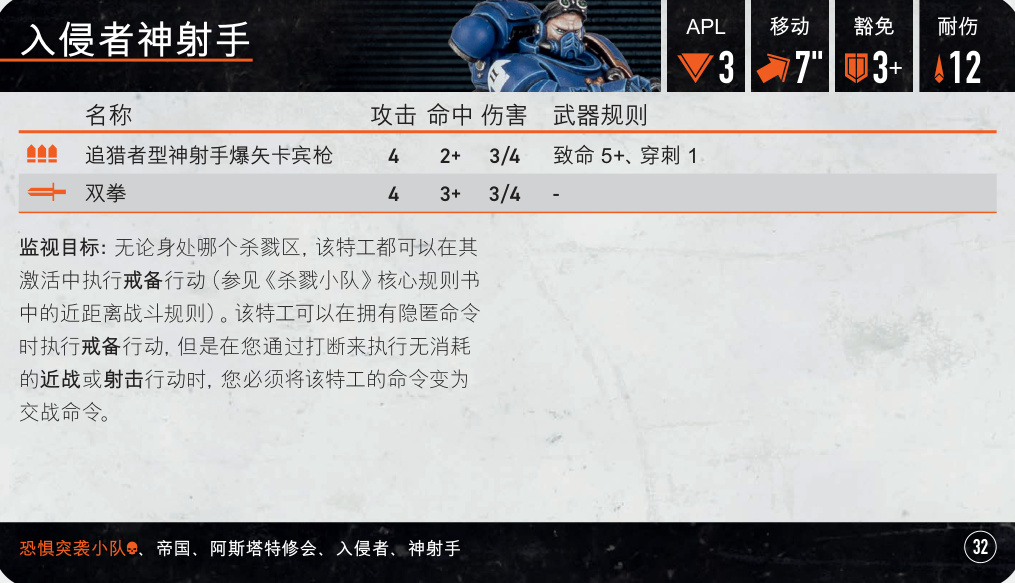 入侵者神射手
APL 移动 豁免 耐伤
3 7" 3+ 12
名称 攻击 命中 伤害 武器规则
追猎者型神射手爆矢卡宾枪 4 2+ 3/4 致命 5+、穿刺 1
双拳 4 3+ 3/4 -
监视目标：无论身处哪个杀戮区，该特工都可以在其
激活中执行戒备行动（参见《杀戮小队》核心规则书
中的近距离战斗规则）。该特工可以在拥有隐匿命令
时执行戒备行动，但是在您通过打断来执行无消耗
的近战或射击行动时，您必须将该特工的命令变为
交战命令。
恐惧突袭小队、帝国、阿斯塔特修会、入侵者、神射手
32